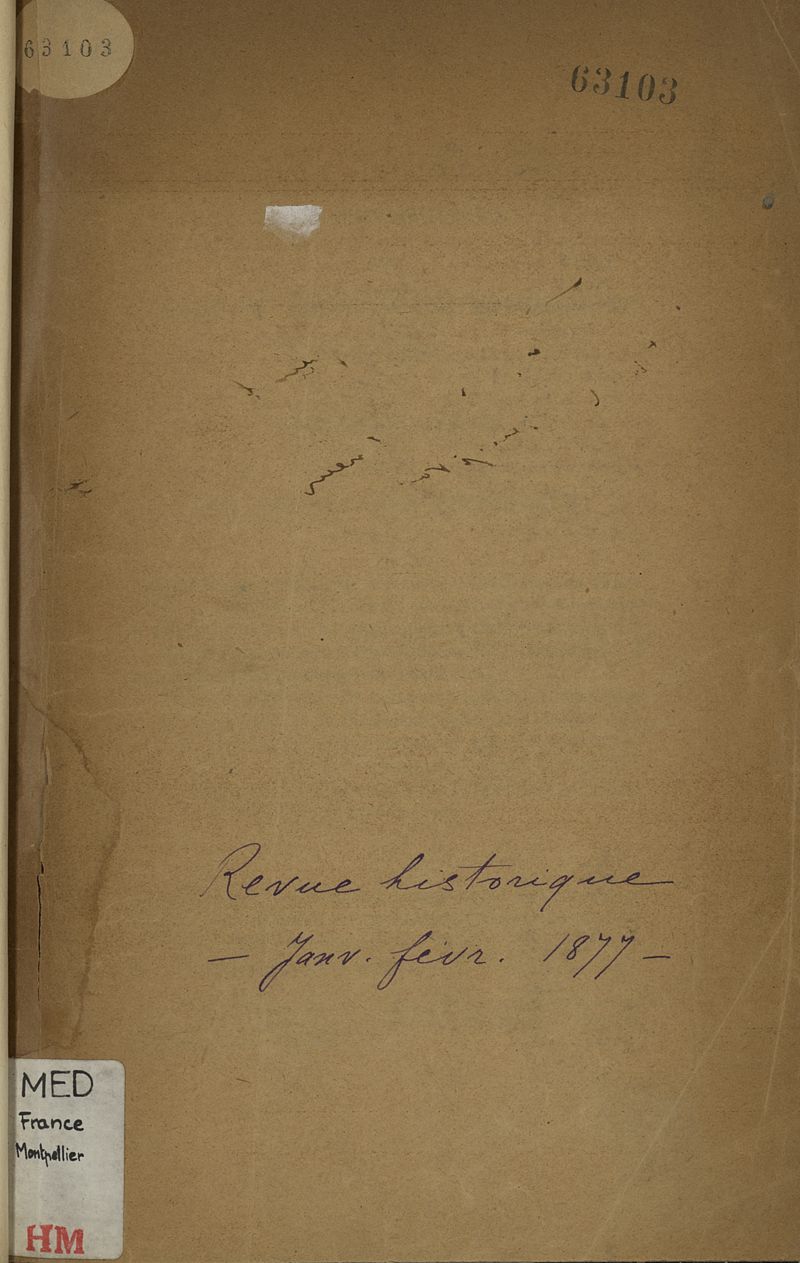 63103
63103
Revue historique
— Janv. févr. 1877 —
MED
France
Montpellier
HM